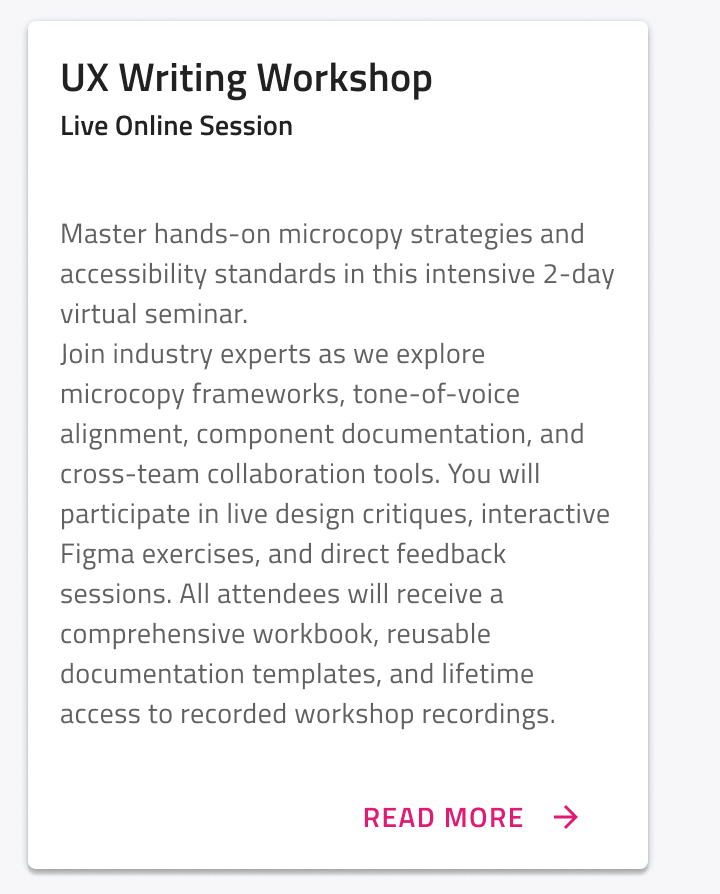 UX Writing Workshop
Live Online Session
Master hands-on microcopy strategies and
accessibility standards in this intensive 2-day
virtual seminar.
Join industry experts as we explore
microcopy frameworks, tone-of-voice
alignment, component documentation, and
cross-team collaboration tools. You will
participate in live design critiques, interactive
Figma exercises, and direct feedback
sessions. All attendees will receive a
comprehensive workbook, reusable
documentation templates, and lifetime
access to recorded workshop recordings.
READ MORE →